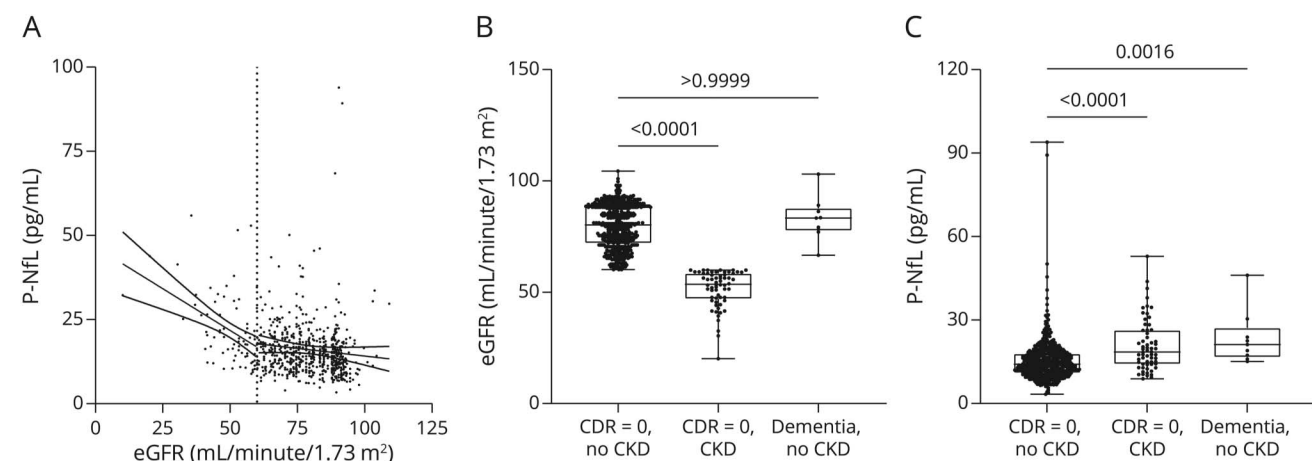 A
P-NfL (pg/mL)
100
75
50
25
0
0 25 50 75 100 125
eGFR (mL/minute/1.73 m²)
B
eGFR (mL/minute/1.73 m²)
150
100
50
0
>0.9999
<0.0001
CDR = 0,
no CKD
CDR = 0,
CKD
Dementia,
no CKD
C
P-NfL (pg/mL)
120
90
60
30
0
0.0016
<0.0001
CDR = 0,
no CKD
CDR = 0,
CKD
Dementia,
no CKD